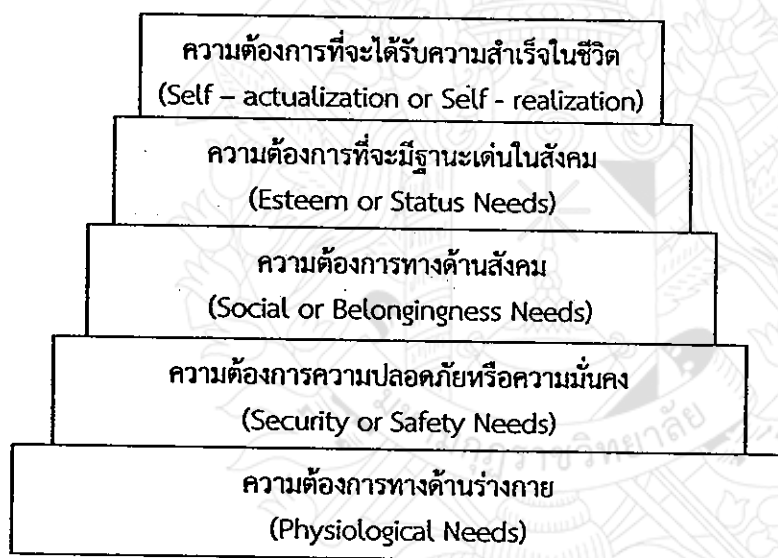 ความต้องการที่จะได้รับความสำเร็จในชีวิต
(Self – actualization or Self - realization)
ความต้องการที่จะมีฐานะเด่นในสังคม
(Esteem or Status Needs)
ความต้องการทางด้านสังคม
(Social or Belongingness Needs)
ความต้องการความปลอดภัยหรือความมั่นคง
(Security or Safety Needs)
ความต้องการทางด้านร่างกาย
(Physiological Needs)